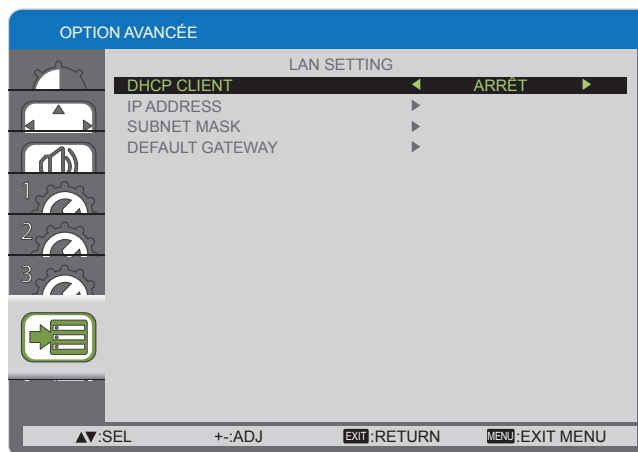 OPTION AVANCÉE
LAN SETTING
DHCP CLIENT ◀ ARRÊT ▶
IP ADDRESS ▶
SUBNET MASK ▶
DEFAULT GATEWAY ▶
1
2
3
▲▼:SEL +-:ADJ EXIT:RETURN MENU:EXIT MENU